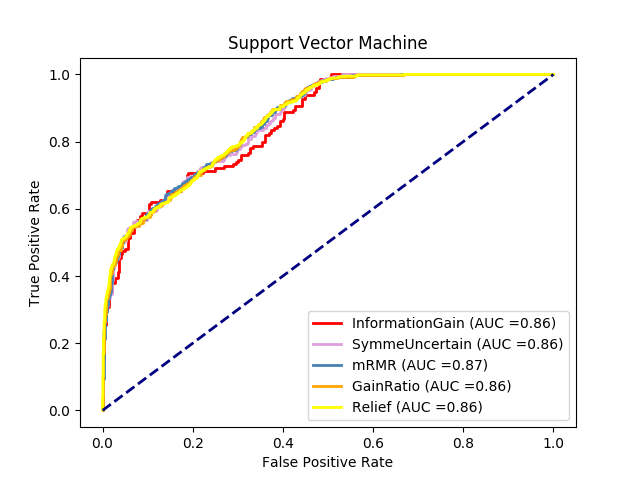 Support Vector Machine
1.0
0.8
0.6
0.4
0.2
0.0
True Positive Rate
InformationGain (AUC =0.86)
SymmeUncertain (AUC =0.86)
mRMR (AUC =0.87)
GainRatio (AUC =0.86)
Relief (AUC =0.86)
0.0 0.2 0.4 0.6 0.8 1.0
False Positive Rate